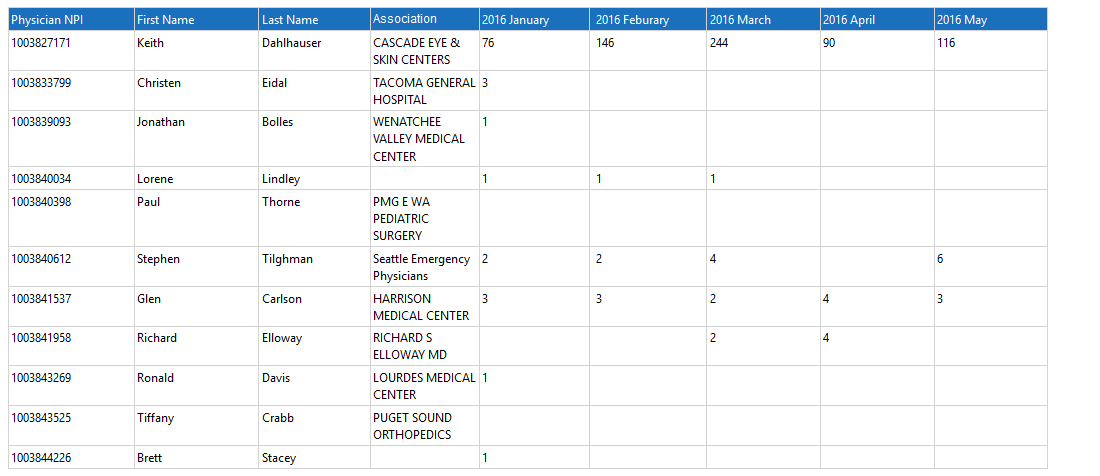 Physician NPI First Name Last Name Association 2016 January 2016 Feburary 2016 March 2016 April 2016 May
1003827171 Keith Dahlhauser CASCADE EYE & 76 146 244 90 116
SKIN CENTERS
1003833799 Christen Eidal TACOMA GENERAL 3
HOSPITAL
1003839093 Jonathan Bolles WENATCHEE 1
VALLEY MEDICAL
CENTER
1003840034 Lorene Lindley 1 1 1
1003840398 Paul Thorne PMG E WA
PEDIATRIC
SURGERY
1003840612 Stephen Tilghman Seattle Emergency 2 2 4 6
Physicians
1003841537 Glen Carlson HARRISON 3 3 2 4 3
MEDICAL CENTER
1003841958 Richard Elloway RICHARD S 2 4
ELLOWAY MD
1003843269 Ronald Davis LOURDES MEDICAL 1
CENTER
1003843525 Tiffany Crabb PUGET SOUND
ORTHOPEDICS
1003844226 Brett Stacey 1